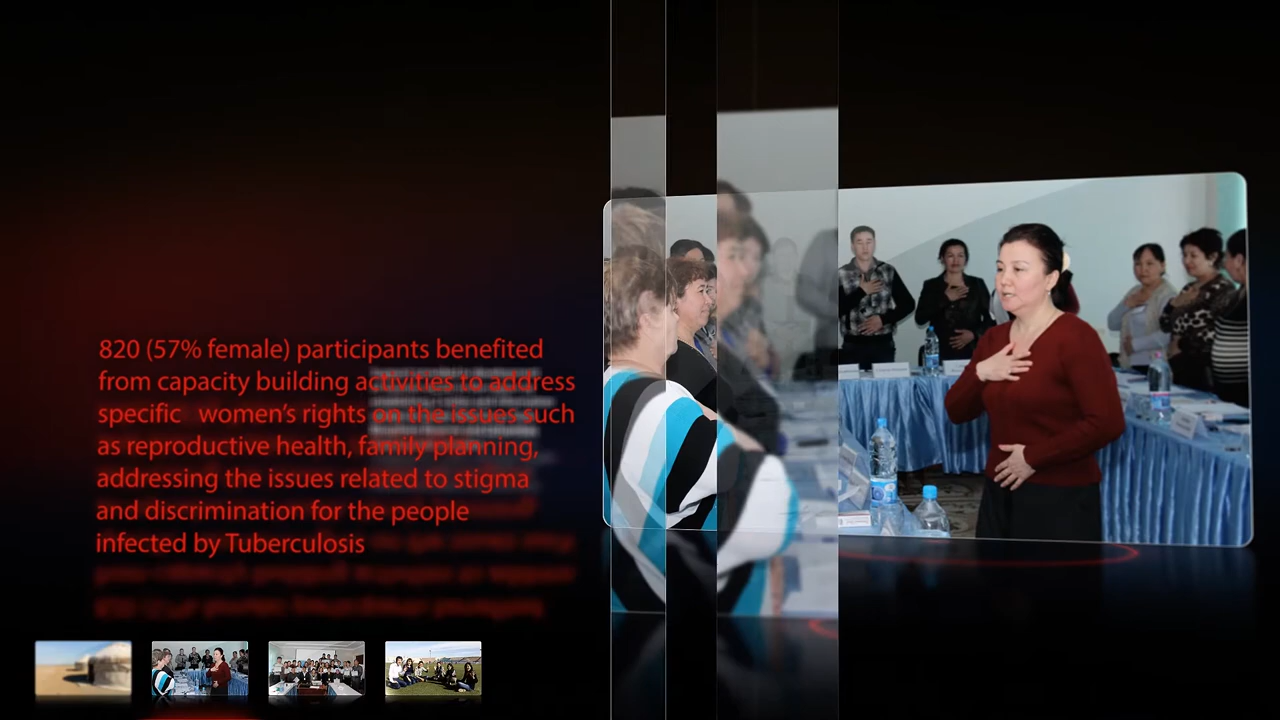 820 (57% female) participants benefited
from capacity building activities to address
specific women's rights on the issues such
as reproductive health, family planning,
addressing the issues related to stigma
and discrimination for the people
infected by Tuberculosis